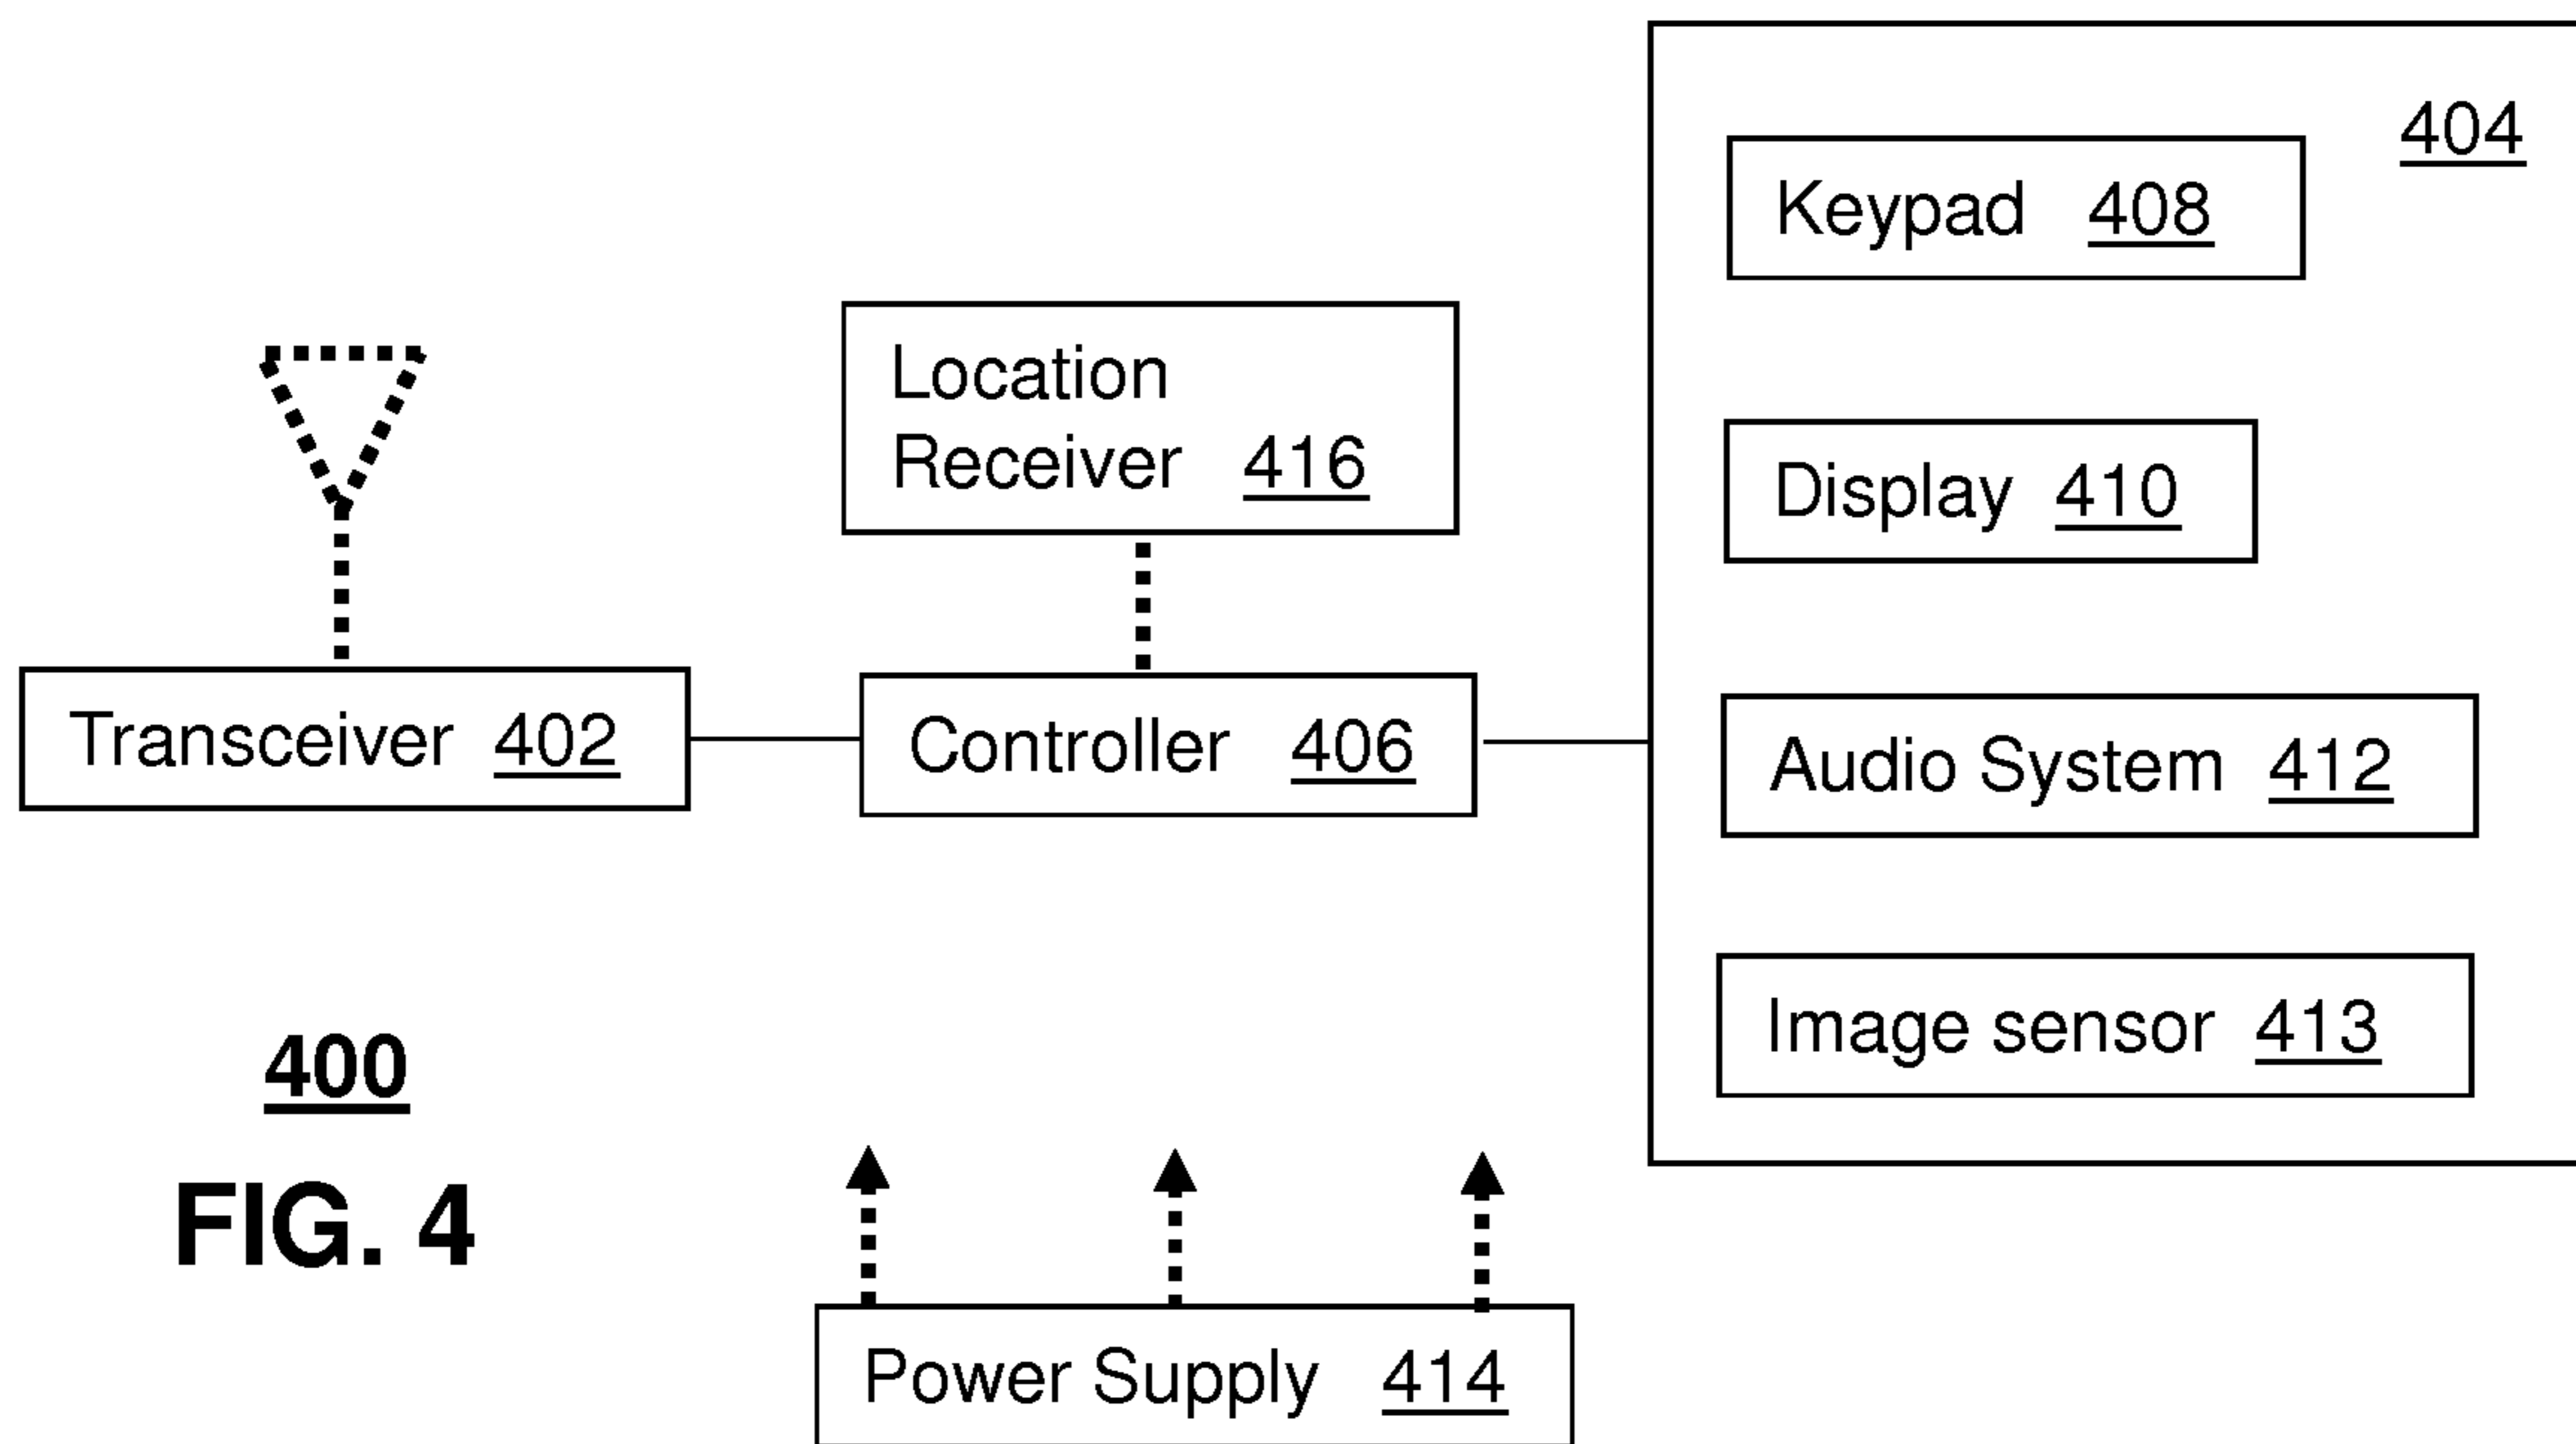 404
Keypad 408
Location
Receiver 416
Display 410
Transceiver 402
Controller 406
Audio System 412
Image sensor 413
400
FIG. 4
Power Supply 414